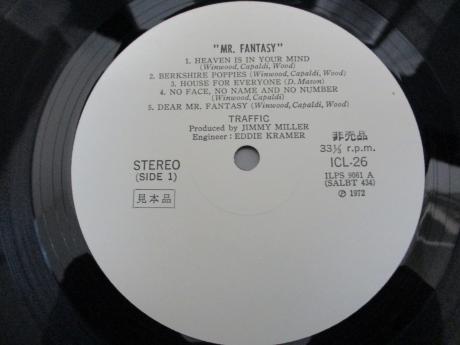 "MR. FANTASY"
1. HEAVEN IS IN YOUR MIND
(Winwood, Capaldi, Wood)
2. BERKSHIRE POPPIES (Winwood, Capaldi, Wood)
3. HOUSE FOR EVERYONE (D. Mason)
4. NO FACE, NO NAME AND NO NUMBER
(Winwood, Capaldi)
5. DEAR MR. FANTASY (Winwood, Capaldi, Wood)
TRAFFIC
Produced by JIMMY MILLER
Engineer : EDDIE KRAMER
STEREO
(SIDE 1)
見本品
非売品
33⅓ r.p.m.
ICL-26
ILPS 9061 A
(SALBT 434)
Ⓟ 1972